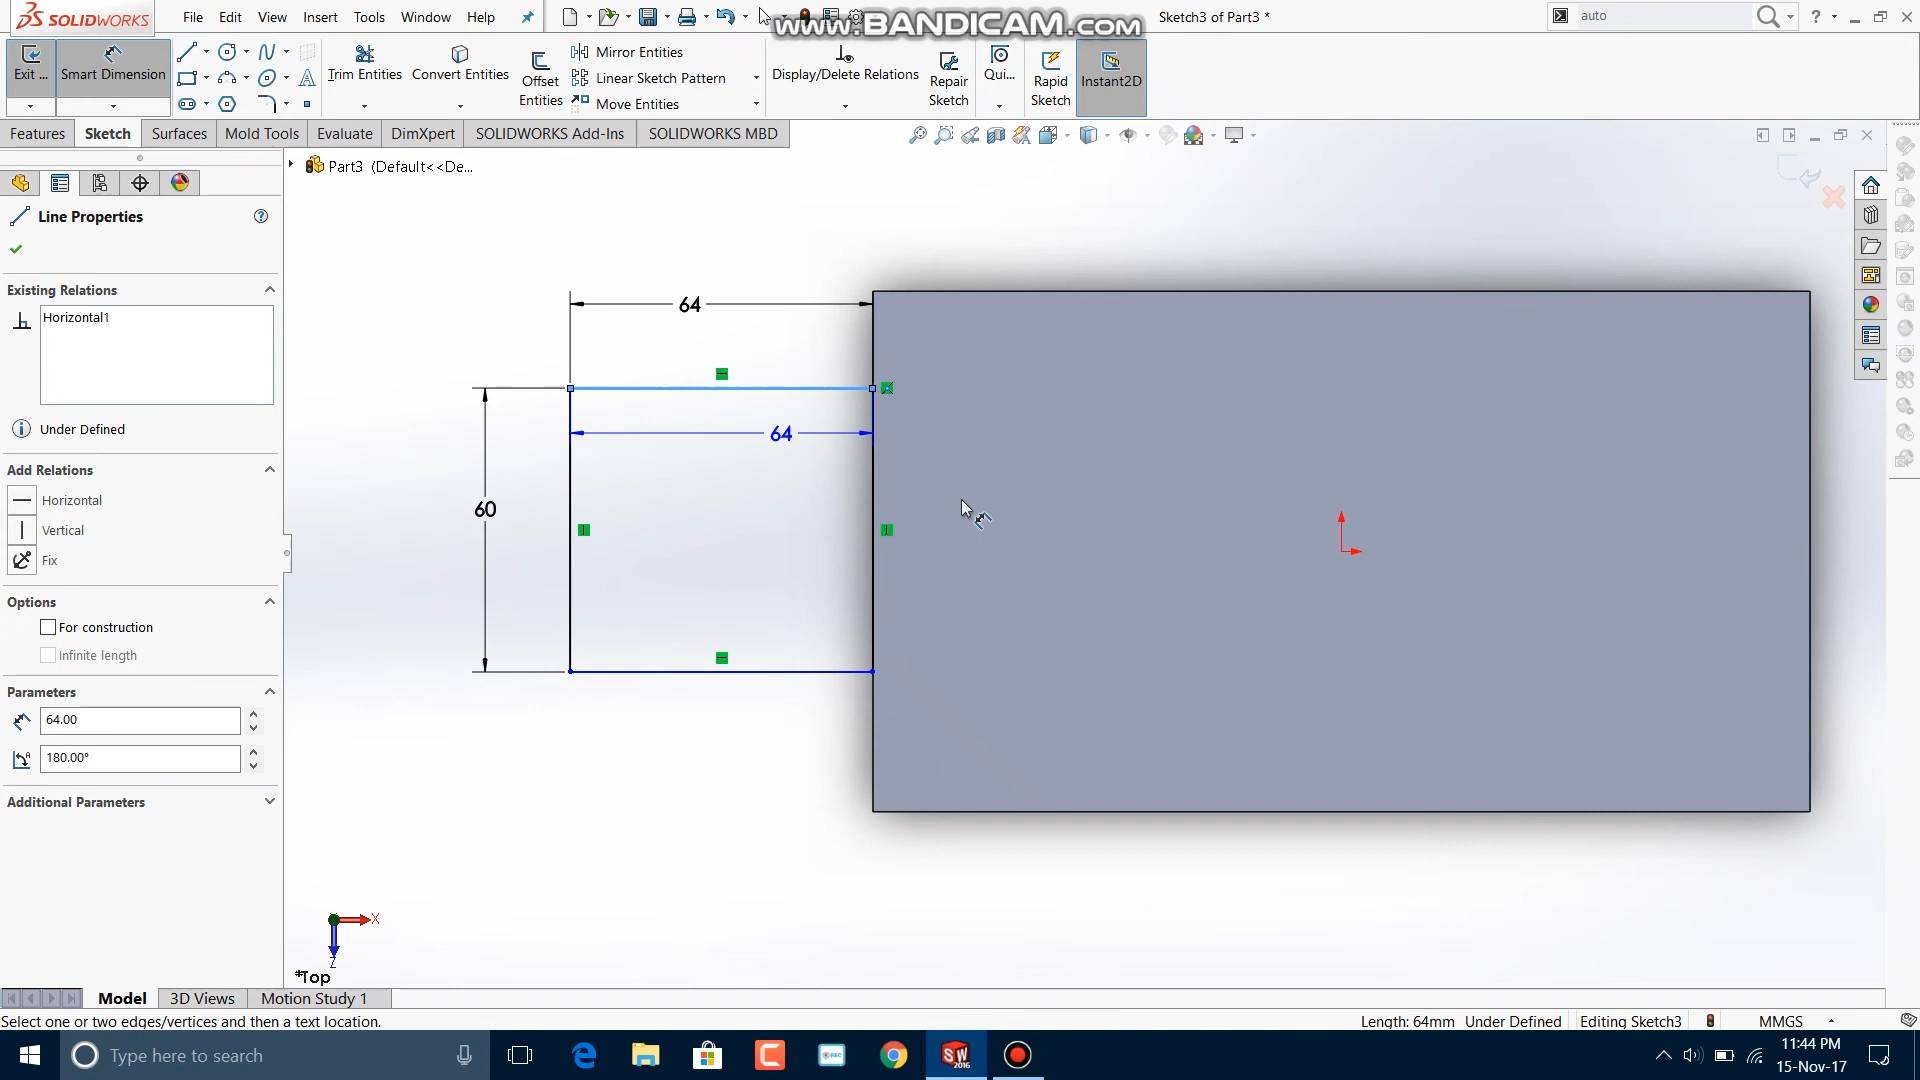 SOLIDWORKS File Edit View Insert Tools Window Help
www.BANDICAM.com
Sketch3 of Part3 *
auto
Exit ...
Smart Dimension
Trim Entities
Convert Entities
Offset Entities
Mirror Entities
Linear Sketch Pattern
Move Entities
Display/Delete Relations
Repair Sketch
Qui...
Rapid Sketch
Instant2D
Features Sketch Surfaces Mold Tools Evaluate DimXpert SOLIDWORKS Add-Ins SOLIDWORKS MBD
Part3 (Default<<De...
Line Properties
Existing Relations
Horizontal1
Under Defined
Add Relations
Horizontal
Vertical
Fix
Options
For construction
Infinite length
Parameters
64.00
180.00°
Additional Parameters
64
64
60
X
Z
*Top
Model 3D Views Motion Study 1
Select one or two edges/vertices and then a text location.
Length: 64mm Under Defined Editing Sketch3 MMGS
Type here to search
REC
SW
2016
11:44 PM
15-Nov-17